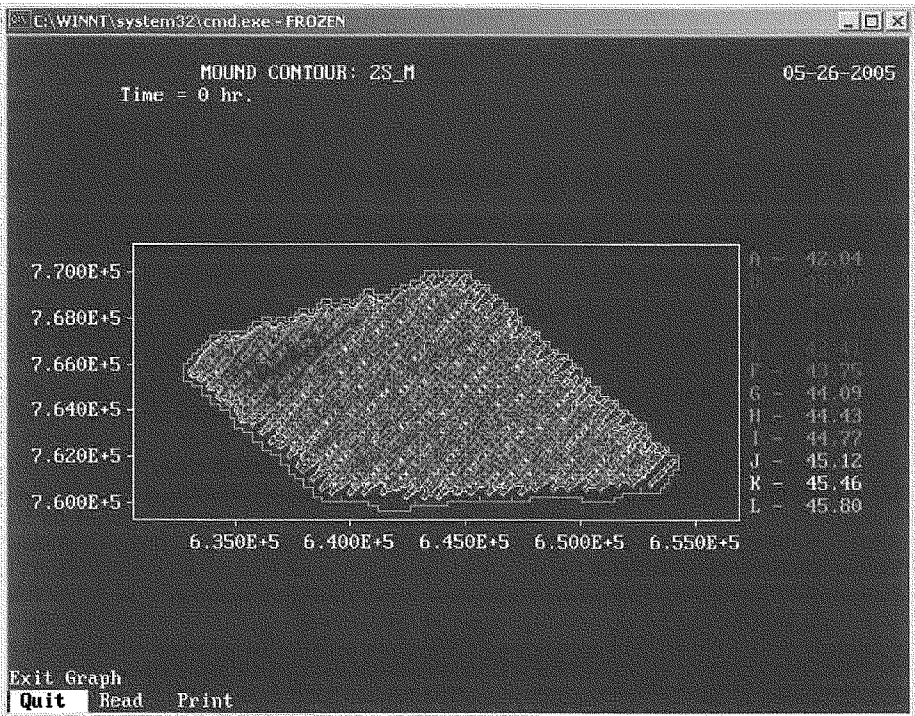 C:\WINNT\system32\cmd.exe - FROZEN
MOUND CONTOUR: ZS_M
05-26-2005
Time = 0 hr.
7.700E+5
7.680E+5
7.660E+5
7.640E+5
7.620E+5
7.600E+5
A - 42.04
F - 43.75
G - 44.09
H - 44.43
I - 44.77
J - 45.12
K - 45.46
L - 45.80
6.350E+5 6.400E+5 6.450E+5 6.500E+5 6.550E+5
Exit Graph
Quit Read Print